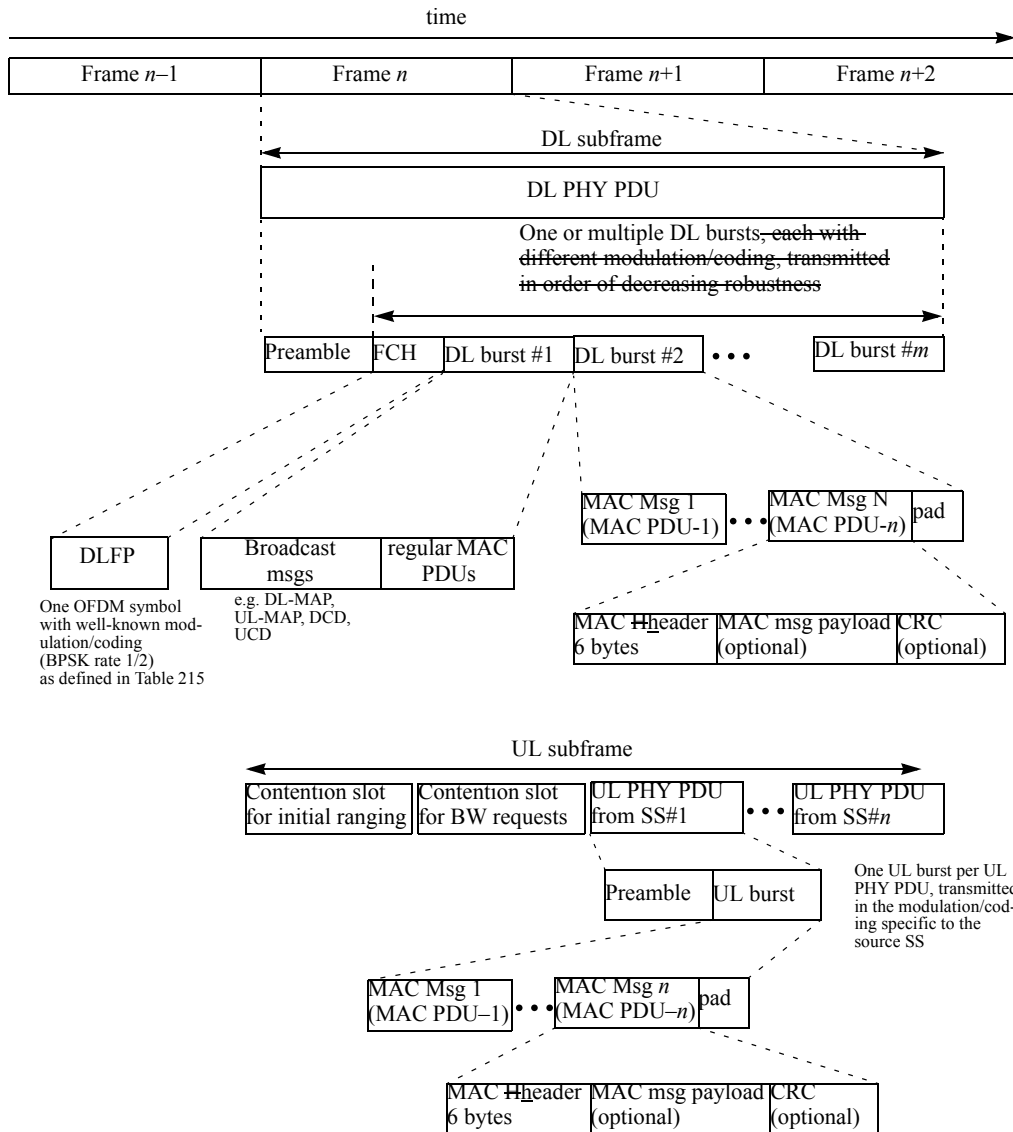 time
Frame n–1
Frame n
Frame n+1
Frame n+2
DL subframe
DL PHY PDU
One or multiple DL bursts, each with
different modulation/coding, transmitted
in order of decreasing robustness
Preamble
FCH
DL burst #1
DL burst #2
•••
DL burst #m
MAC Msg 1
(MAC PDU-1)
•••
MAC Msg N
(MAC PDU-n)
pad
DLFP
Broadcast
msgs
regular MAC
PDUs
One OFDM symbol
with well-known mod-
ulation/coding
(BPSK rate 1/2)
as defined in Table 215
e.g. DL-MAP,
UL-MAP, DCD,
UCD
MAC Hheader
6 bytes
MAC msg payload
(optional)
CRC
(optional)
UL subframe
Contention slot
for initial ranging
Contention slot
for BW requests
UL PHY PDU
from SS#1
•••
UL PHY PDU
from SS#n
Preamble
UL burst
One UL burst per UL
PHY PDU, transmitted
in the modulation/cod-
ing specific to the
source SS
MAC Msg 1
(MAC PDU–1)
•••
MAC Msg n
(MAC PDU–n)
pad
MAC Hheader
6 bytes
MAC msg payload
(optional)
CRC
(optional)